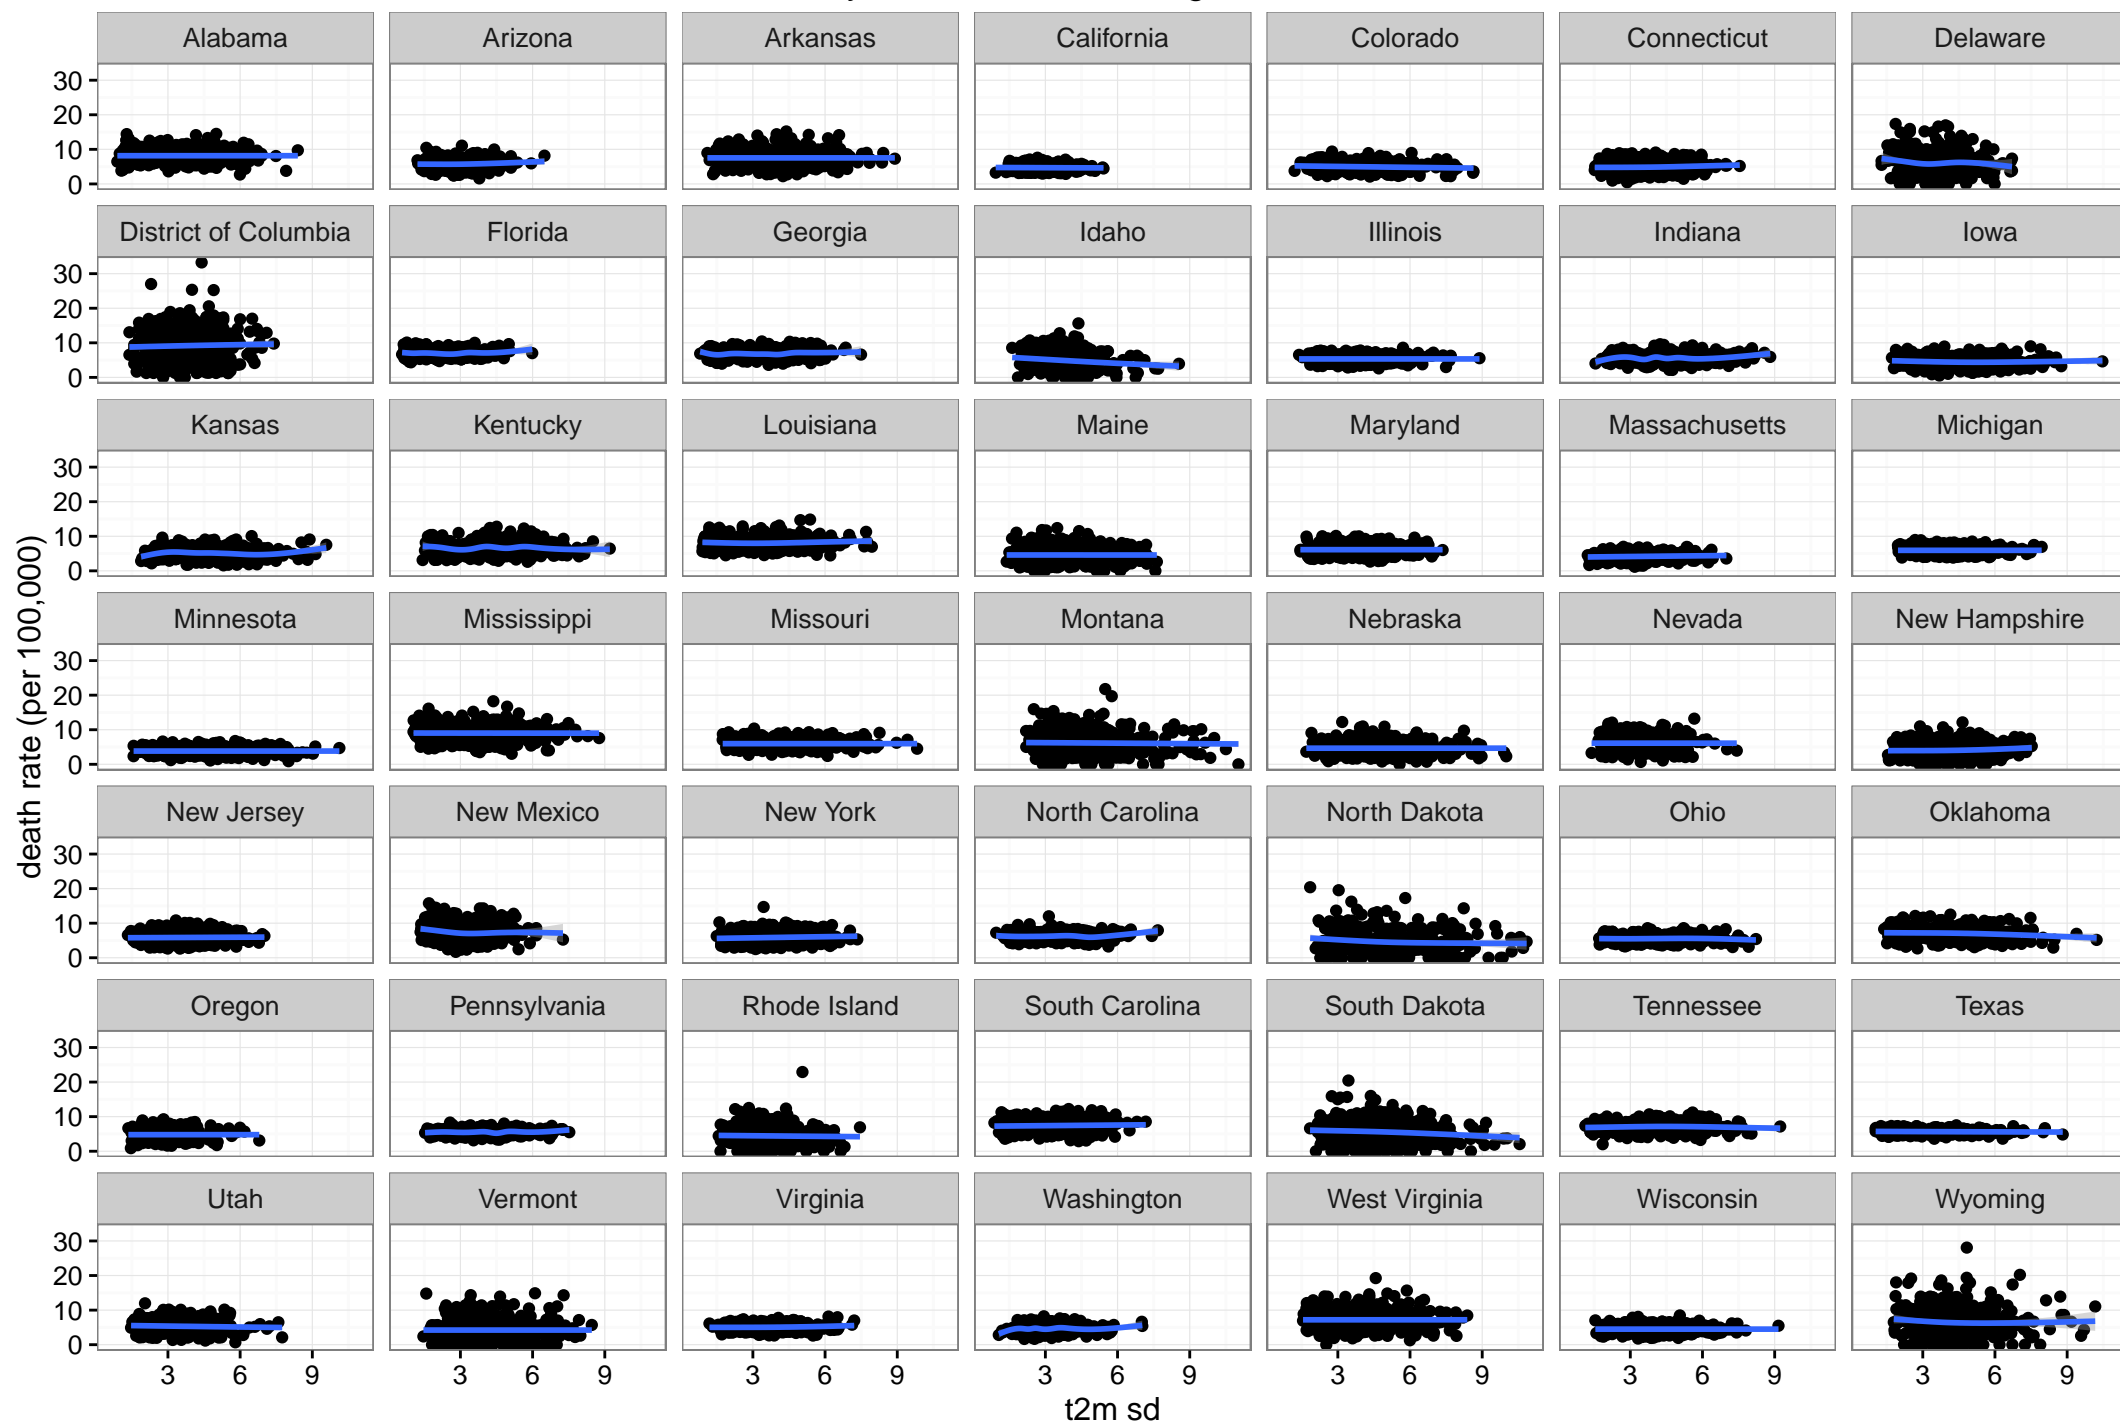 Alabama Arizona Arkansas California Colorado Connecticut Delaware
30
20
10
0
District of Columbia Florida Georgia Idaho Illinois Indiana Iowa
30
20
10
0
Kansas Kentucky Louisiana Maine Maryland Massachusetts Michigan
30
20
10
0
death rate (per 100,000)
Minnesota Mississippi Missouri Montana Nebraska Nevada New Hampshire
30
20
10
0
New Jersey New Mexico New York North Carolina North Dakota Ohio Oklahoma
30
20
10
0
Oregon Pennsylvania Rhode Island South Carolina South Dakota Tennessee Texas
30
20
10
0
Utah Vermont Virginia Washington West Virginia Wisconsin Wyoming
30
20
10
0
3 6 9 3 6 9 3 6 9 3 6 9 3 6 9 3 6 9 3 6 9
t2m sd